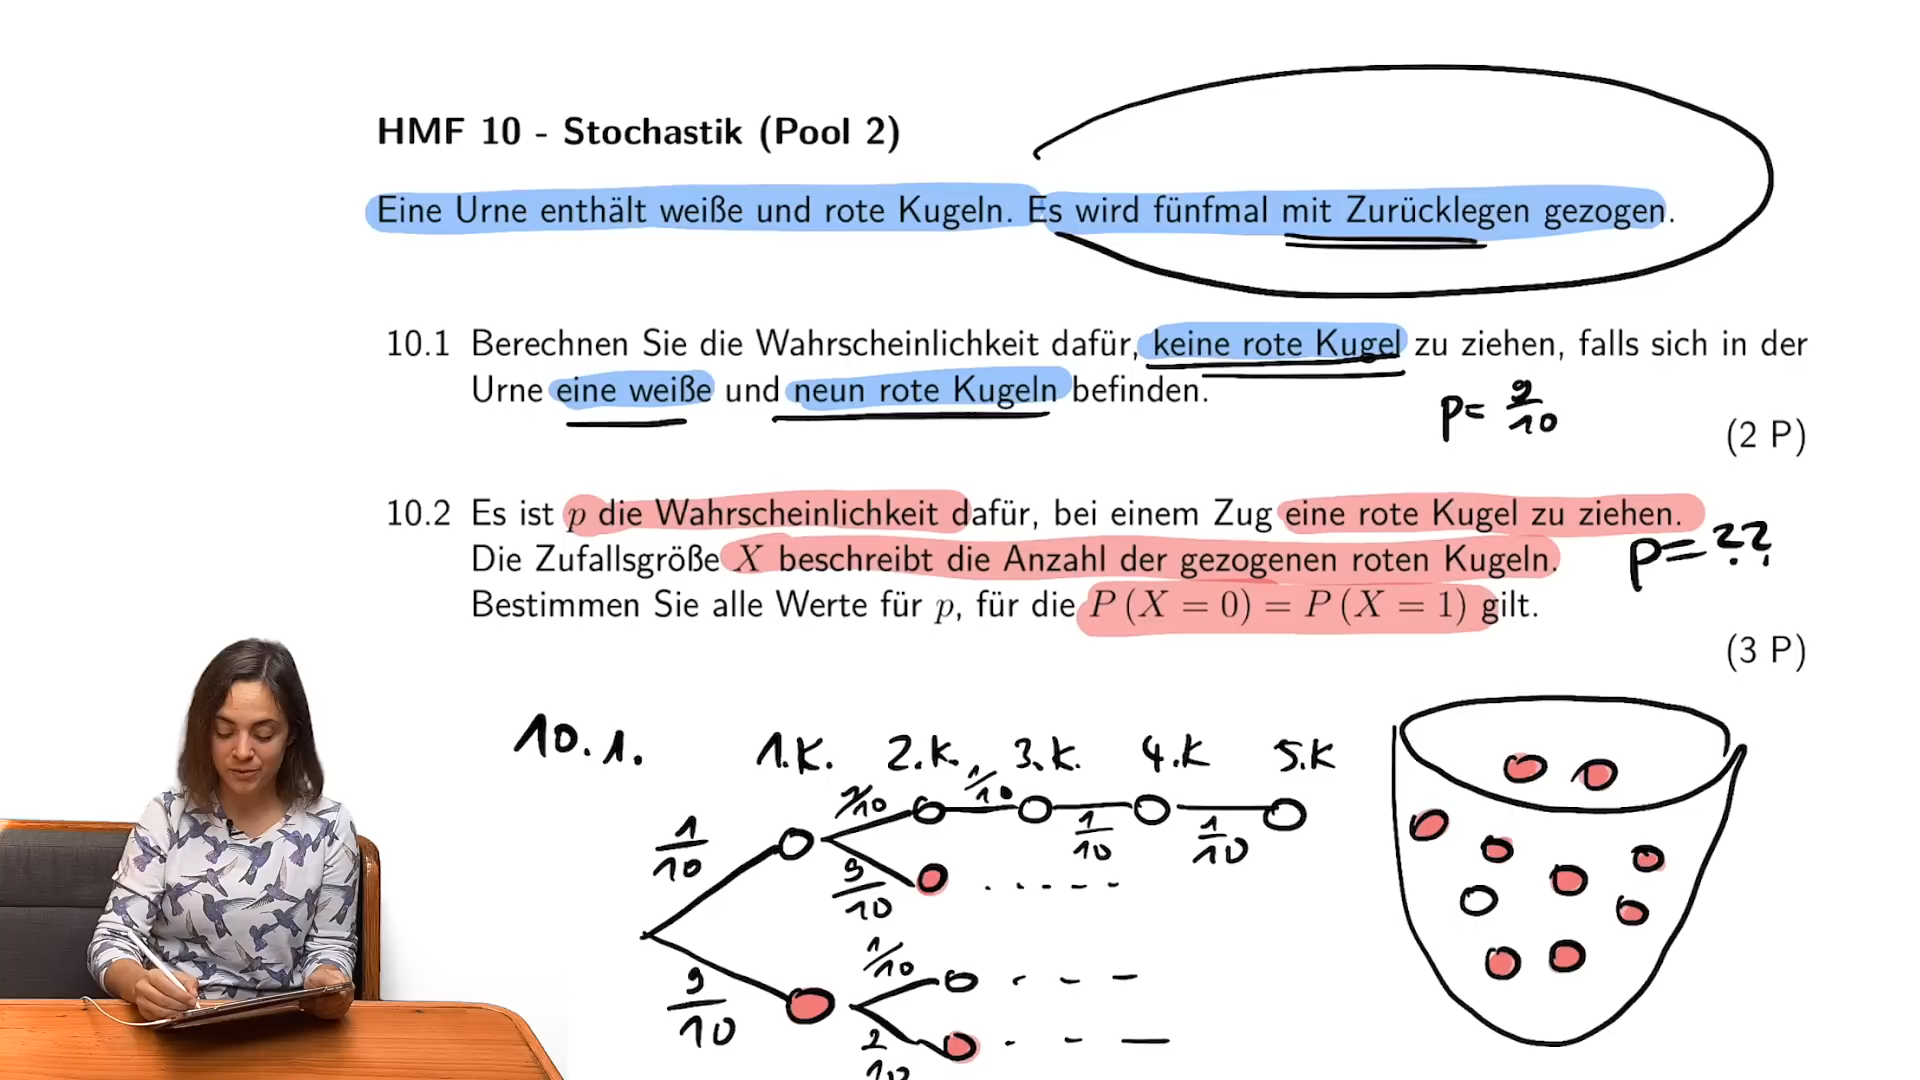 HMF 10 - Stochastik (Pool 2)
Eine Urne enthält weiße und rote Kugeln. Es wird fünfmal mit Zurücklegen gezogen.
10.1 Berechnen Sie die Wahrscheinlichkeit dafür, keine rote Kugel zu ziehen, falls sich in der
Urne eine weiße und neun rote Kugeln befinden.
p= 9/10
(2 P)
10.2 Es ist p die Wahrscheinlichkeit dafür, bei einem Zug eine rote Kugel zu ziehen.
Die Zufallsgröße X beschreibt die Anzahl der gezogenen roten Kugeln.
p=??
Bestimmen Sie alle Werte für p, für die P (X = 0) = P (X = 1) gilt.
(3 P)
10.1. 1.K. 2.K. 3.K. 4.K 5.K
1/10 1/10
1/10 1/10 1/10
9/10
1/10
9/10